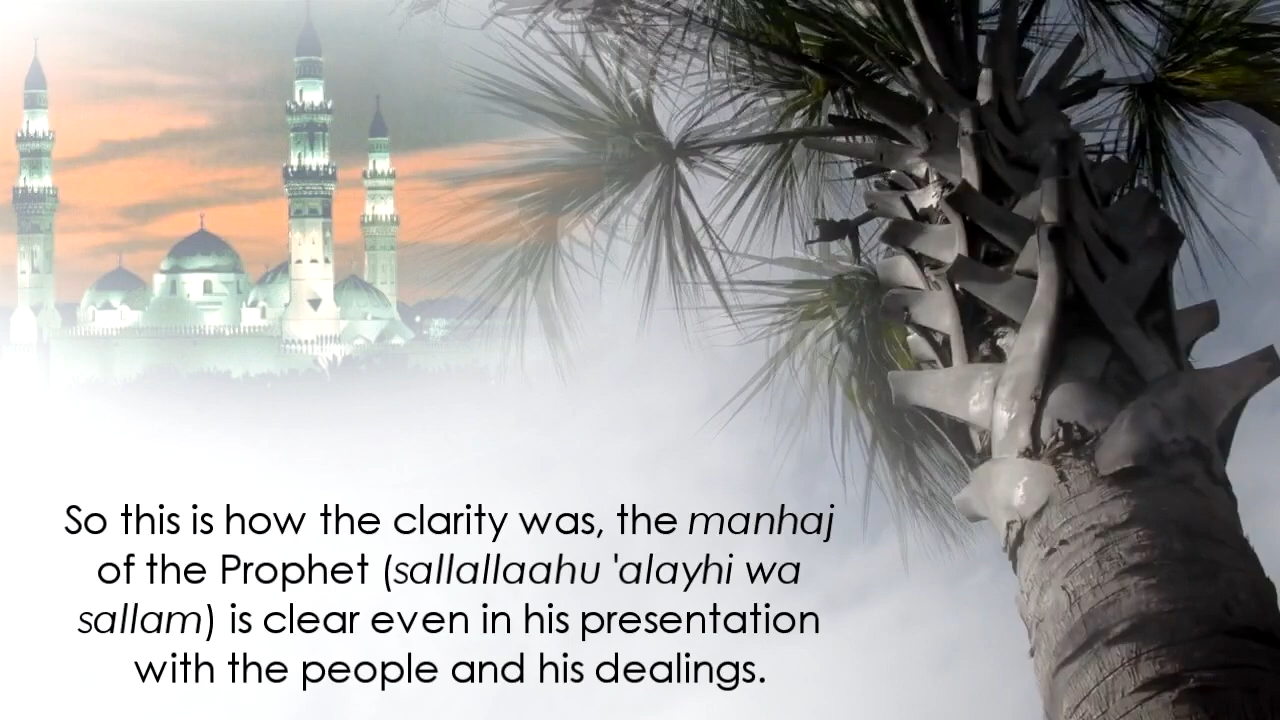 So this is how the clarity was, the manhaj
of the Prophet (sallallaahu 'alayhi wa
sallam) is clear even in his presentation
with the people and his dealings.